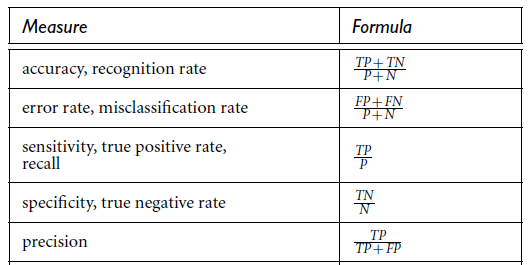 Measure Formula
accuracy, recognition rate TP+TN
P+N
error rate, misclassification rate FP+FN
P+N
sensitivity, true positive rate,
recall TP
P
specificity, true negative rate TN
N
precision TP
TP+FP